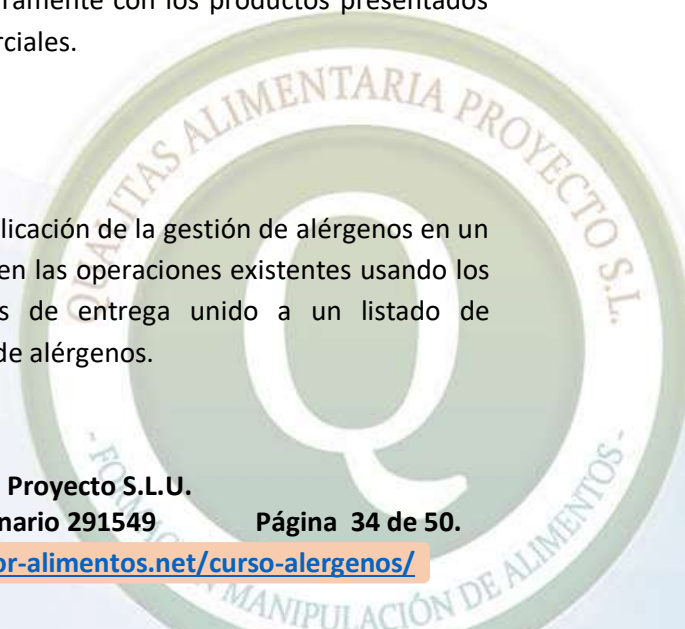 ramente con los productos presentados
rciales.
QUALITAS ALIMENTARIA PROYECTO S.L.
licación de la gestión de alérgenos en un
en las operaciones existentes usando los
s de entrega unido a un listado de
de alérgenos.
Q
Proyecto S.L.U.
nario 291549 Página 34 de 50.
or-alimentos.net/curso-alergenos/
- FORMACIÓN MANIPULACIÓN DE ALIMENTOS -